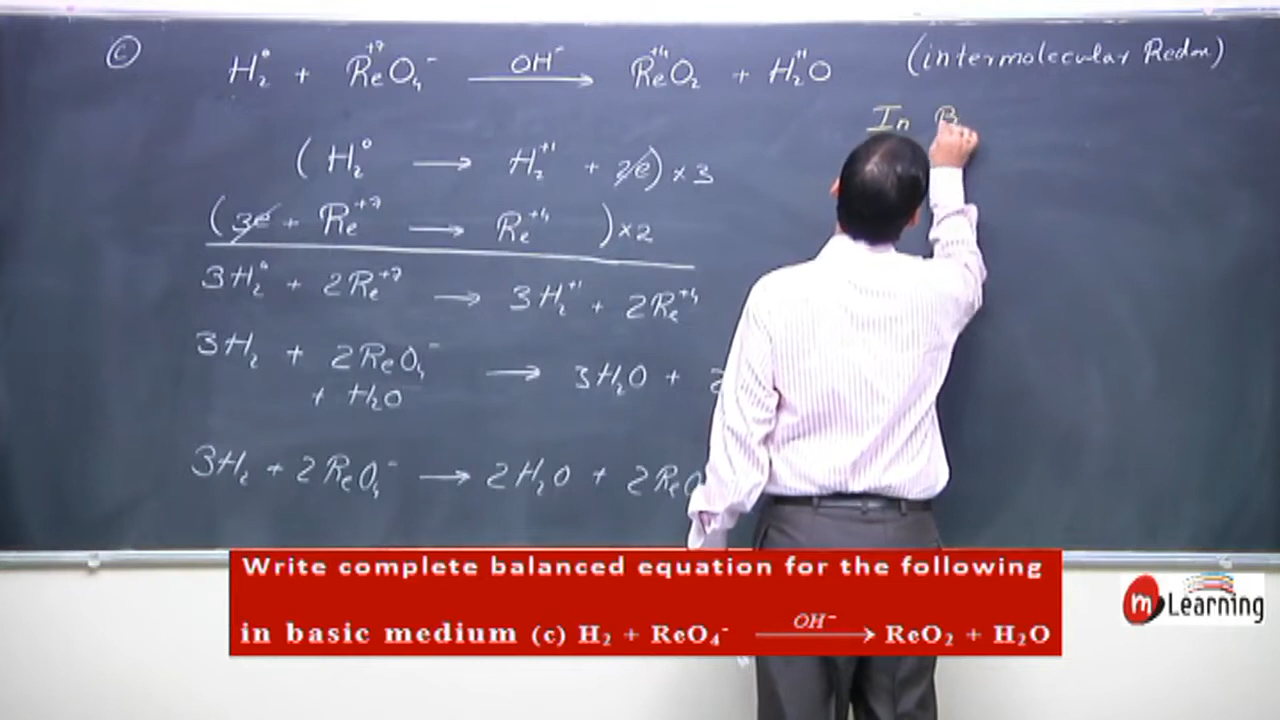 (c) H₂⁰ + Re⁺⁷O₄⁻ —OH⁻→ Re⁺⁴O₂ + H₂⁺¹O (intermolecular Redox)
In B
(H₂⁰ → H₂⁺¹ + 2e) × 3
(3e + Re⁺⁷ → Re⁺⁴ ) × 2
3H₂⁰ + 2Re⁺⁷ → 3H₂⁺¹ + 2Re⁺⁴
3H₂ + 2ReO₄⁻ → 3H₂O + 2
+ H₂O
3H₂ + 2ReO₄⁻ → 2H₂O + 2ReO
Write complete balanced equation for the following
in basic medium (c) H₂ + ReO₄⁻ —OH⁻→ ReO₂ + H₂O
m Learning